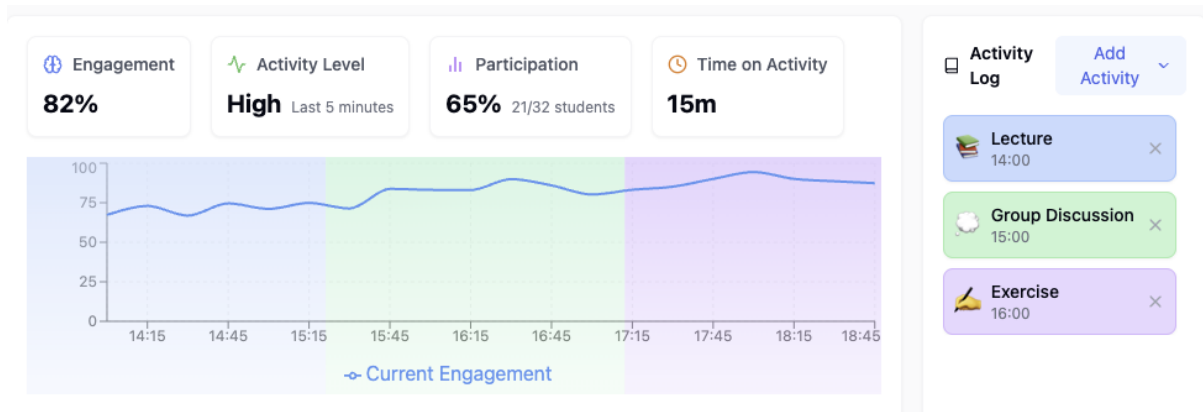 Engagement
82%
Activity Level
High Last 5 minutes
Participation
65% 21/32 students
Time on Activity
15m
100
75
50
25
0
14:15 14:45 15:15 15:45 16:15 16:45 17:15 17:45 18:15 18:45
Current Engagement
Activity
Log
Add
Activity
Lecture
14:00
Group Discussion
15:00
Exercise
16:00